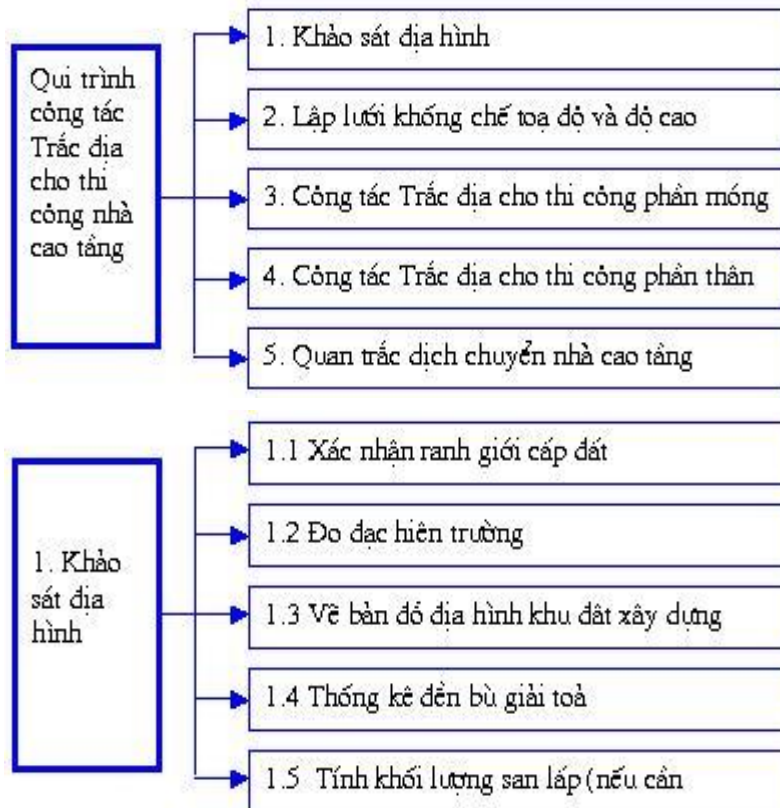 Qui trình
công tác
Trắc địa
cho thi
công nhà
cao tầng
1. Khảo sát địa hình
2. Lập lưới khống chế toạ độ và độ cao
3. Công tác Trắc địa cho thi công phần móng
4. Công tác Trắc địa cho thi công phần thân
5. Quan trắc dịch chuyển nhà cao tầng
1. Khảo
sát địa
hình
1.1 Xác nhận ranh giới cấp đất
1.2 Đo đạc hiện trường
1.3 Vẽ bản đồ địa hình khu đất xây dựng
1.4 Thống kê đền bù giải toả
1.5 Tính khối lượng san lấp (nếu cần